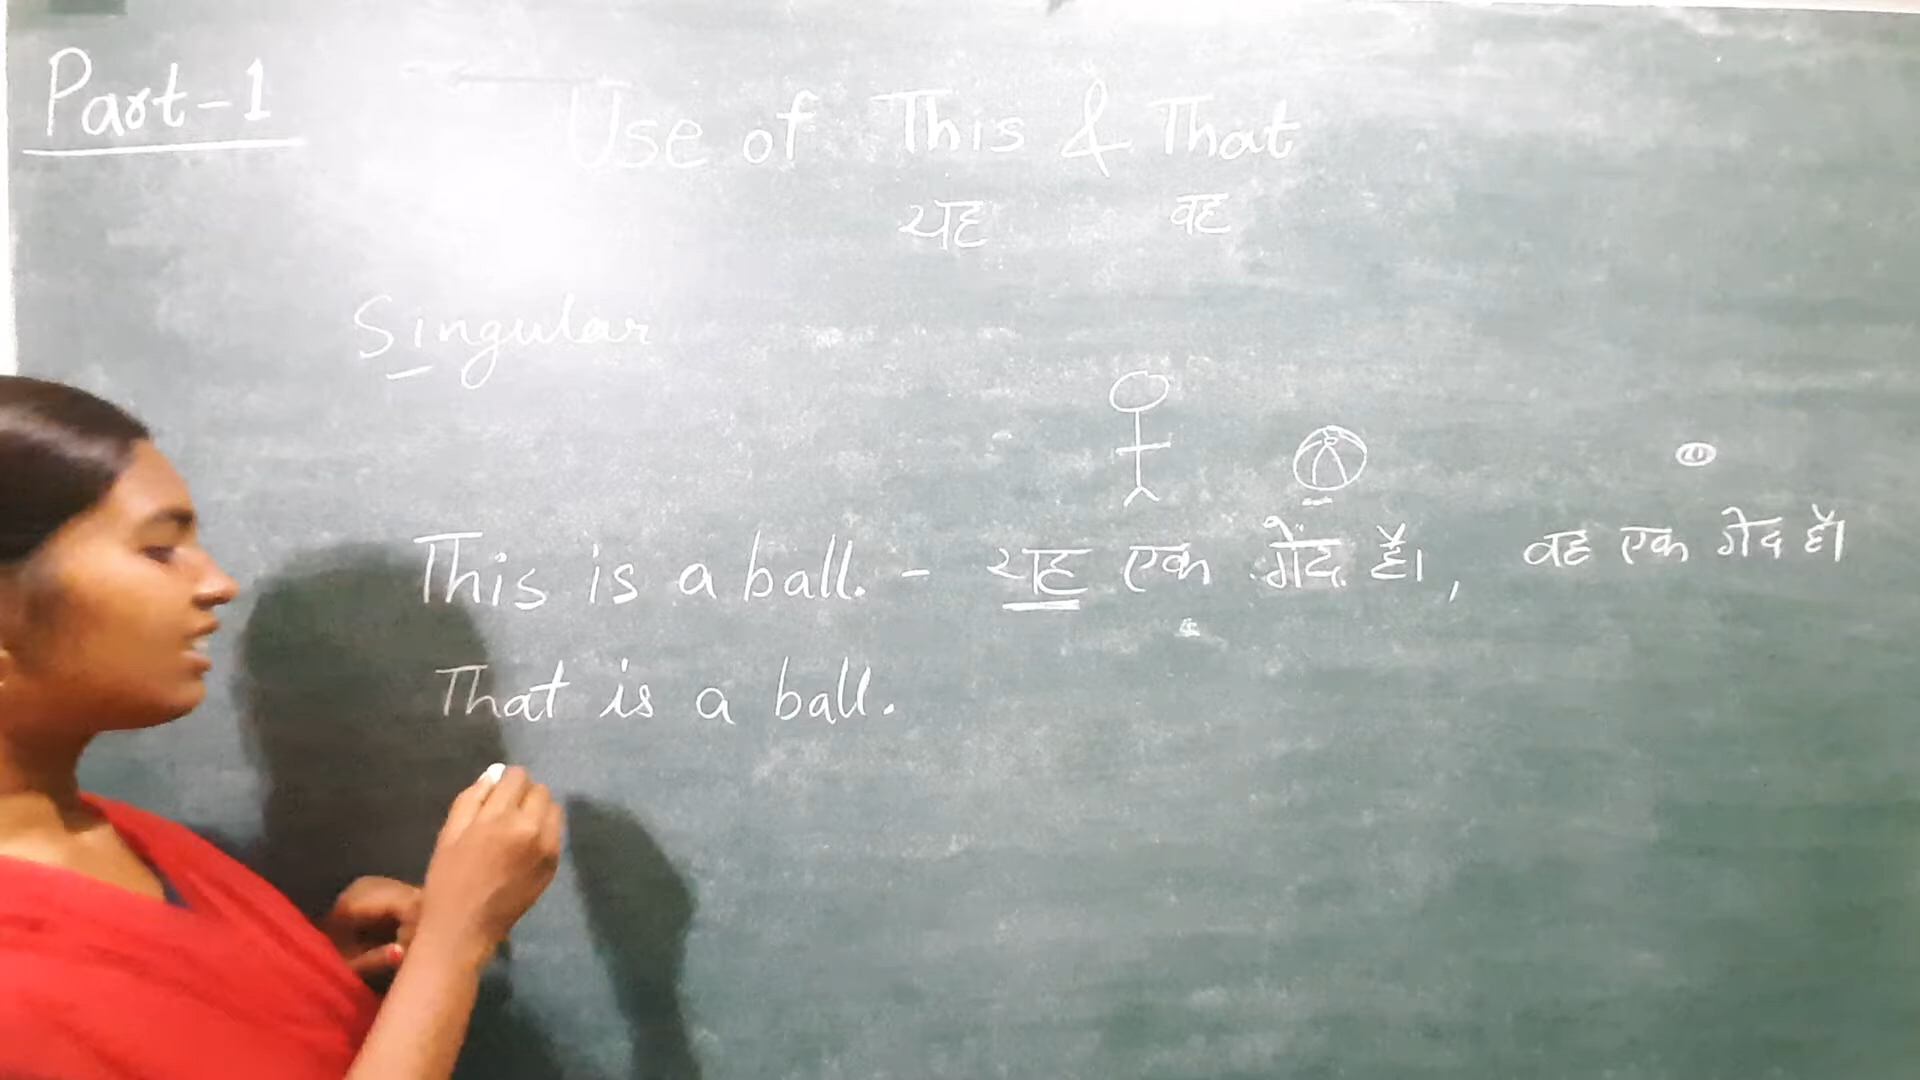 Part-1
Use of This & That
यह वह
Singular
This is a ball. - यह एक गेंद है। , वह एक गेंद है।
That is a ball.